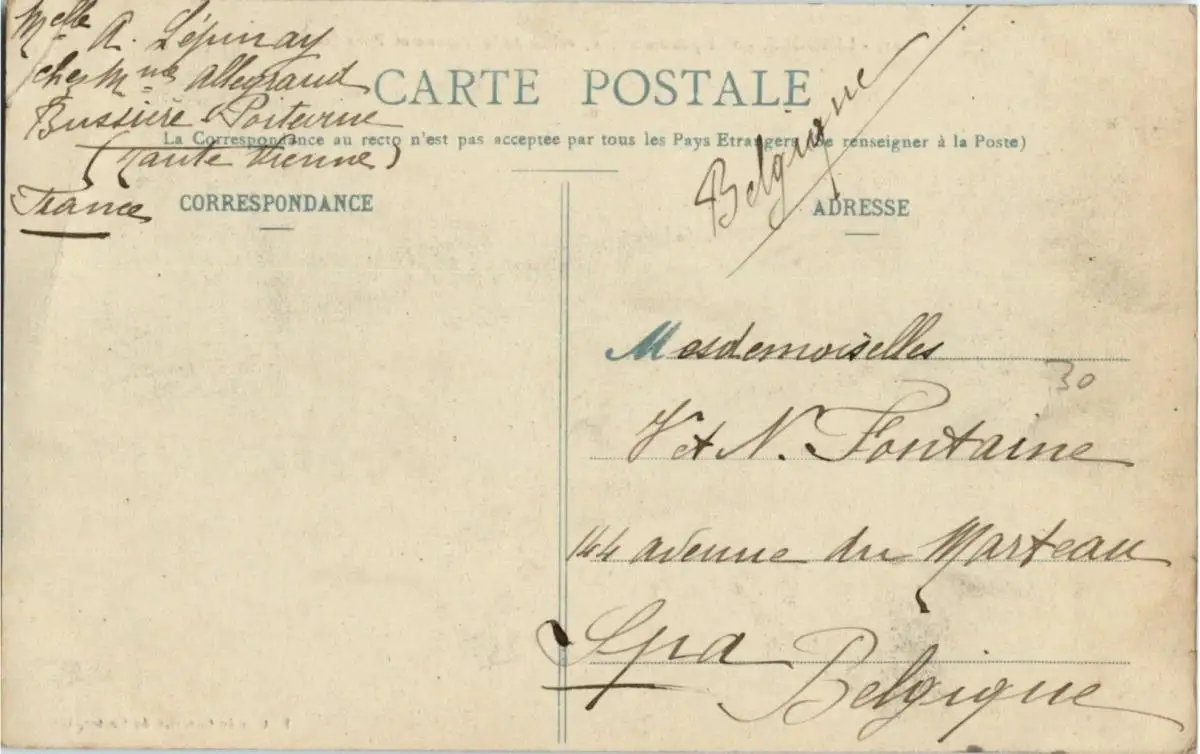 Melle A. Lépinay
chez Mme Allegraud
Bussière Poitevine
(Haute Vienne)
France
CARTE POSTALE
La Correspondance au recto n'est pas acceptée par tous les Pays Etrangers (Se renseigner à la Poste)
CORRESPONDANCE
Belgique
ADRESSE
Mesdemoiselles
30
Y et N. Fontaine
144 avenue du Marteau
Spa Belgique